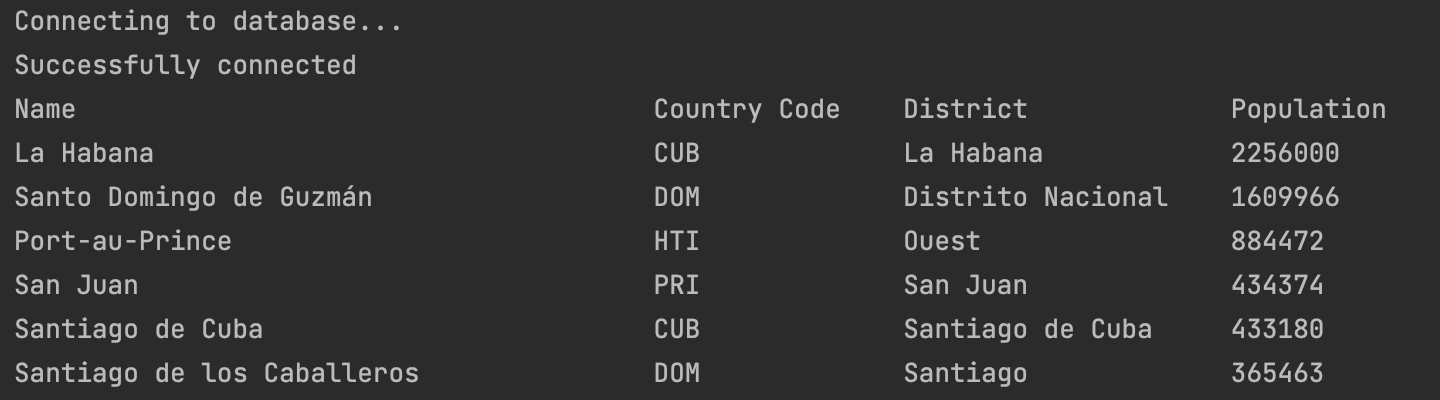 Connecting to database...
Successfully connected
Name Country Code District Population
La Habana CUB La Habana 2256000
Santo Domingo de Guzmán DOM Distrito Nacional 1609966
Port-au-Prince HTI Ouest 884472
San Juan PRI San Juan 434374
Santiago de Cuba CUB Santiago de Cuba 433180
Santiago de los Caballeros DOM Santiago 365463